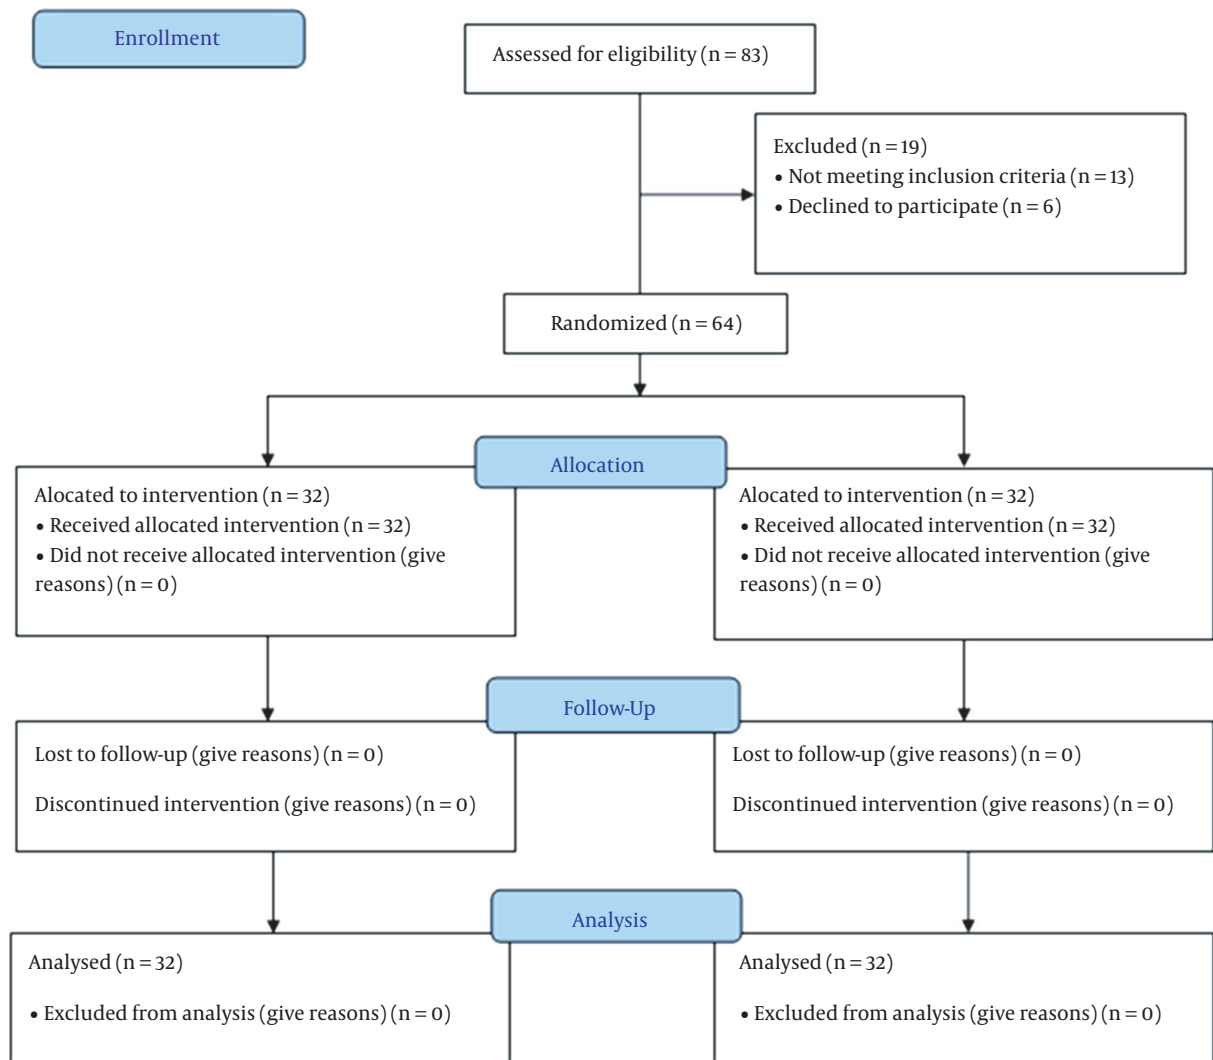 Enrollment
Assessed for eligibility (n = 83)
Excluded (n = 19)
• Not meeting inclusion criteria (n = 13)
• Declined to participate (n = 6)
Randomized (n = 64)
Allocation
Alocated to intervention (n = 32)
• Received allocated intervention (n = 32)
• Did not receive allocated intervention (give
reasons) (n = 0)
Alocated to intervention (n = 32)
• Received allocated intervention (n = 32)
• Did not receive allocated intervention (give
reasons) (n = 0)
Follow-Up
Lost to follow-up (give reasons) (n = 0)
Discontinued intervention (give reasons) (n = 0)
Lost to follow-up (give reasons) (n = 0)
Discontinued intervention (give reasons) (n = 0)
Analysis
Analysed (n = 32)
• Excluded from analysis (give reasons) (n = 0)
Analysed (n = 32)
• Excluded from analysis (give reasons) (n = 0)